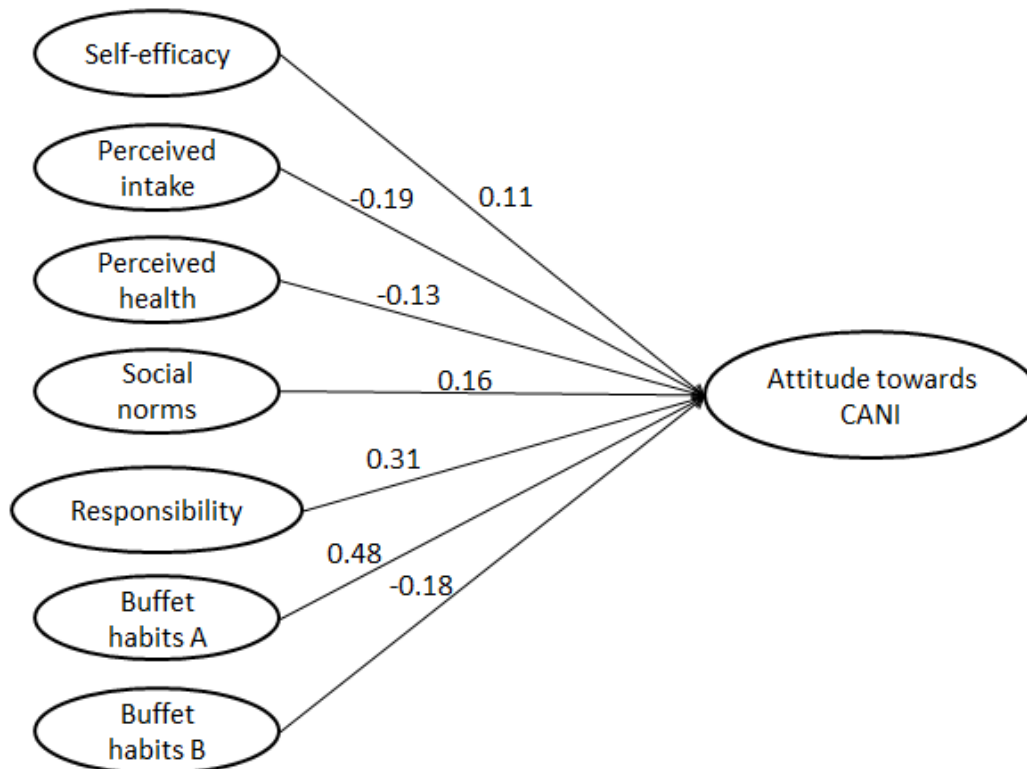 Self-efficacy
Perceived
intake
-0.19
0.11
Perceived
health
-0.13
Social
norms
0.16
Attitude towards
CANI
Responsibility
0.31
Buffet
habits A
0.48
-0.18
Buffet
habits B